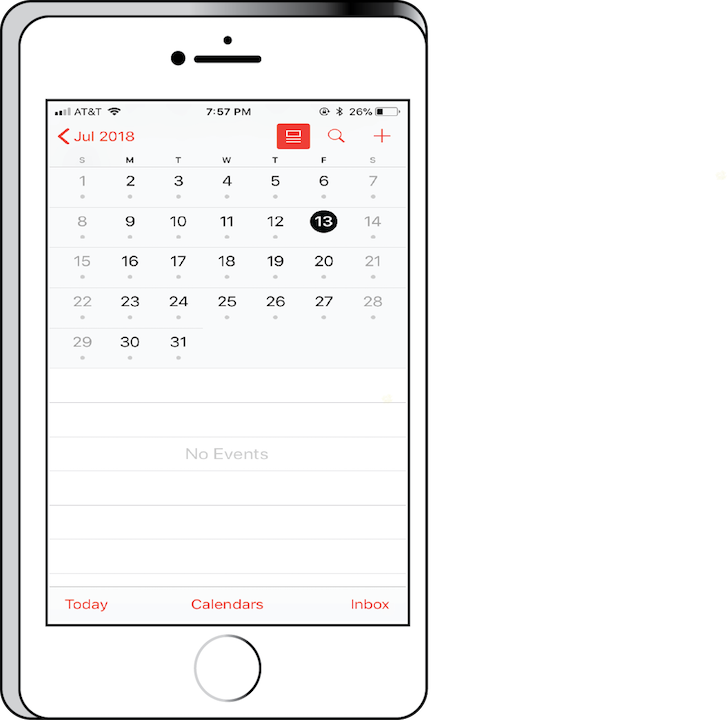 AT&T 7:57 PM 26%
Jul 2018
S M T W T F S
1 2 3 4 5 6 7
8 9 10 11 12 13 14
15 16 17 18 19 20 21
22 23 24 25 26 27 28
29 30 31
No Events
Today Calendars Inbox